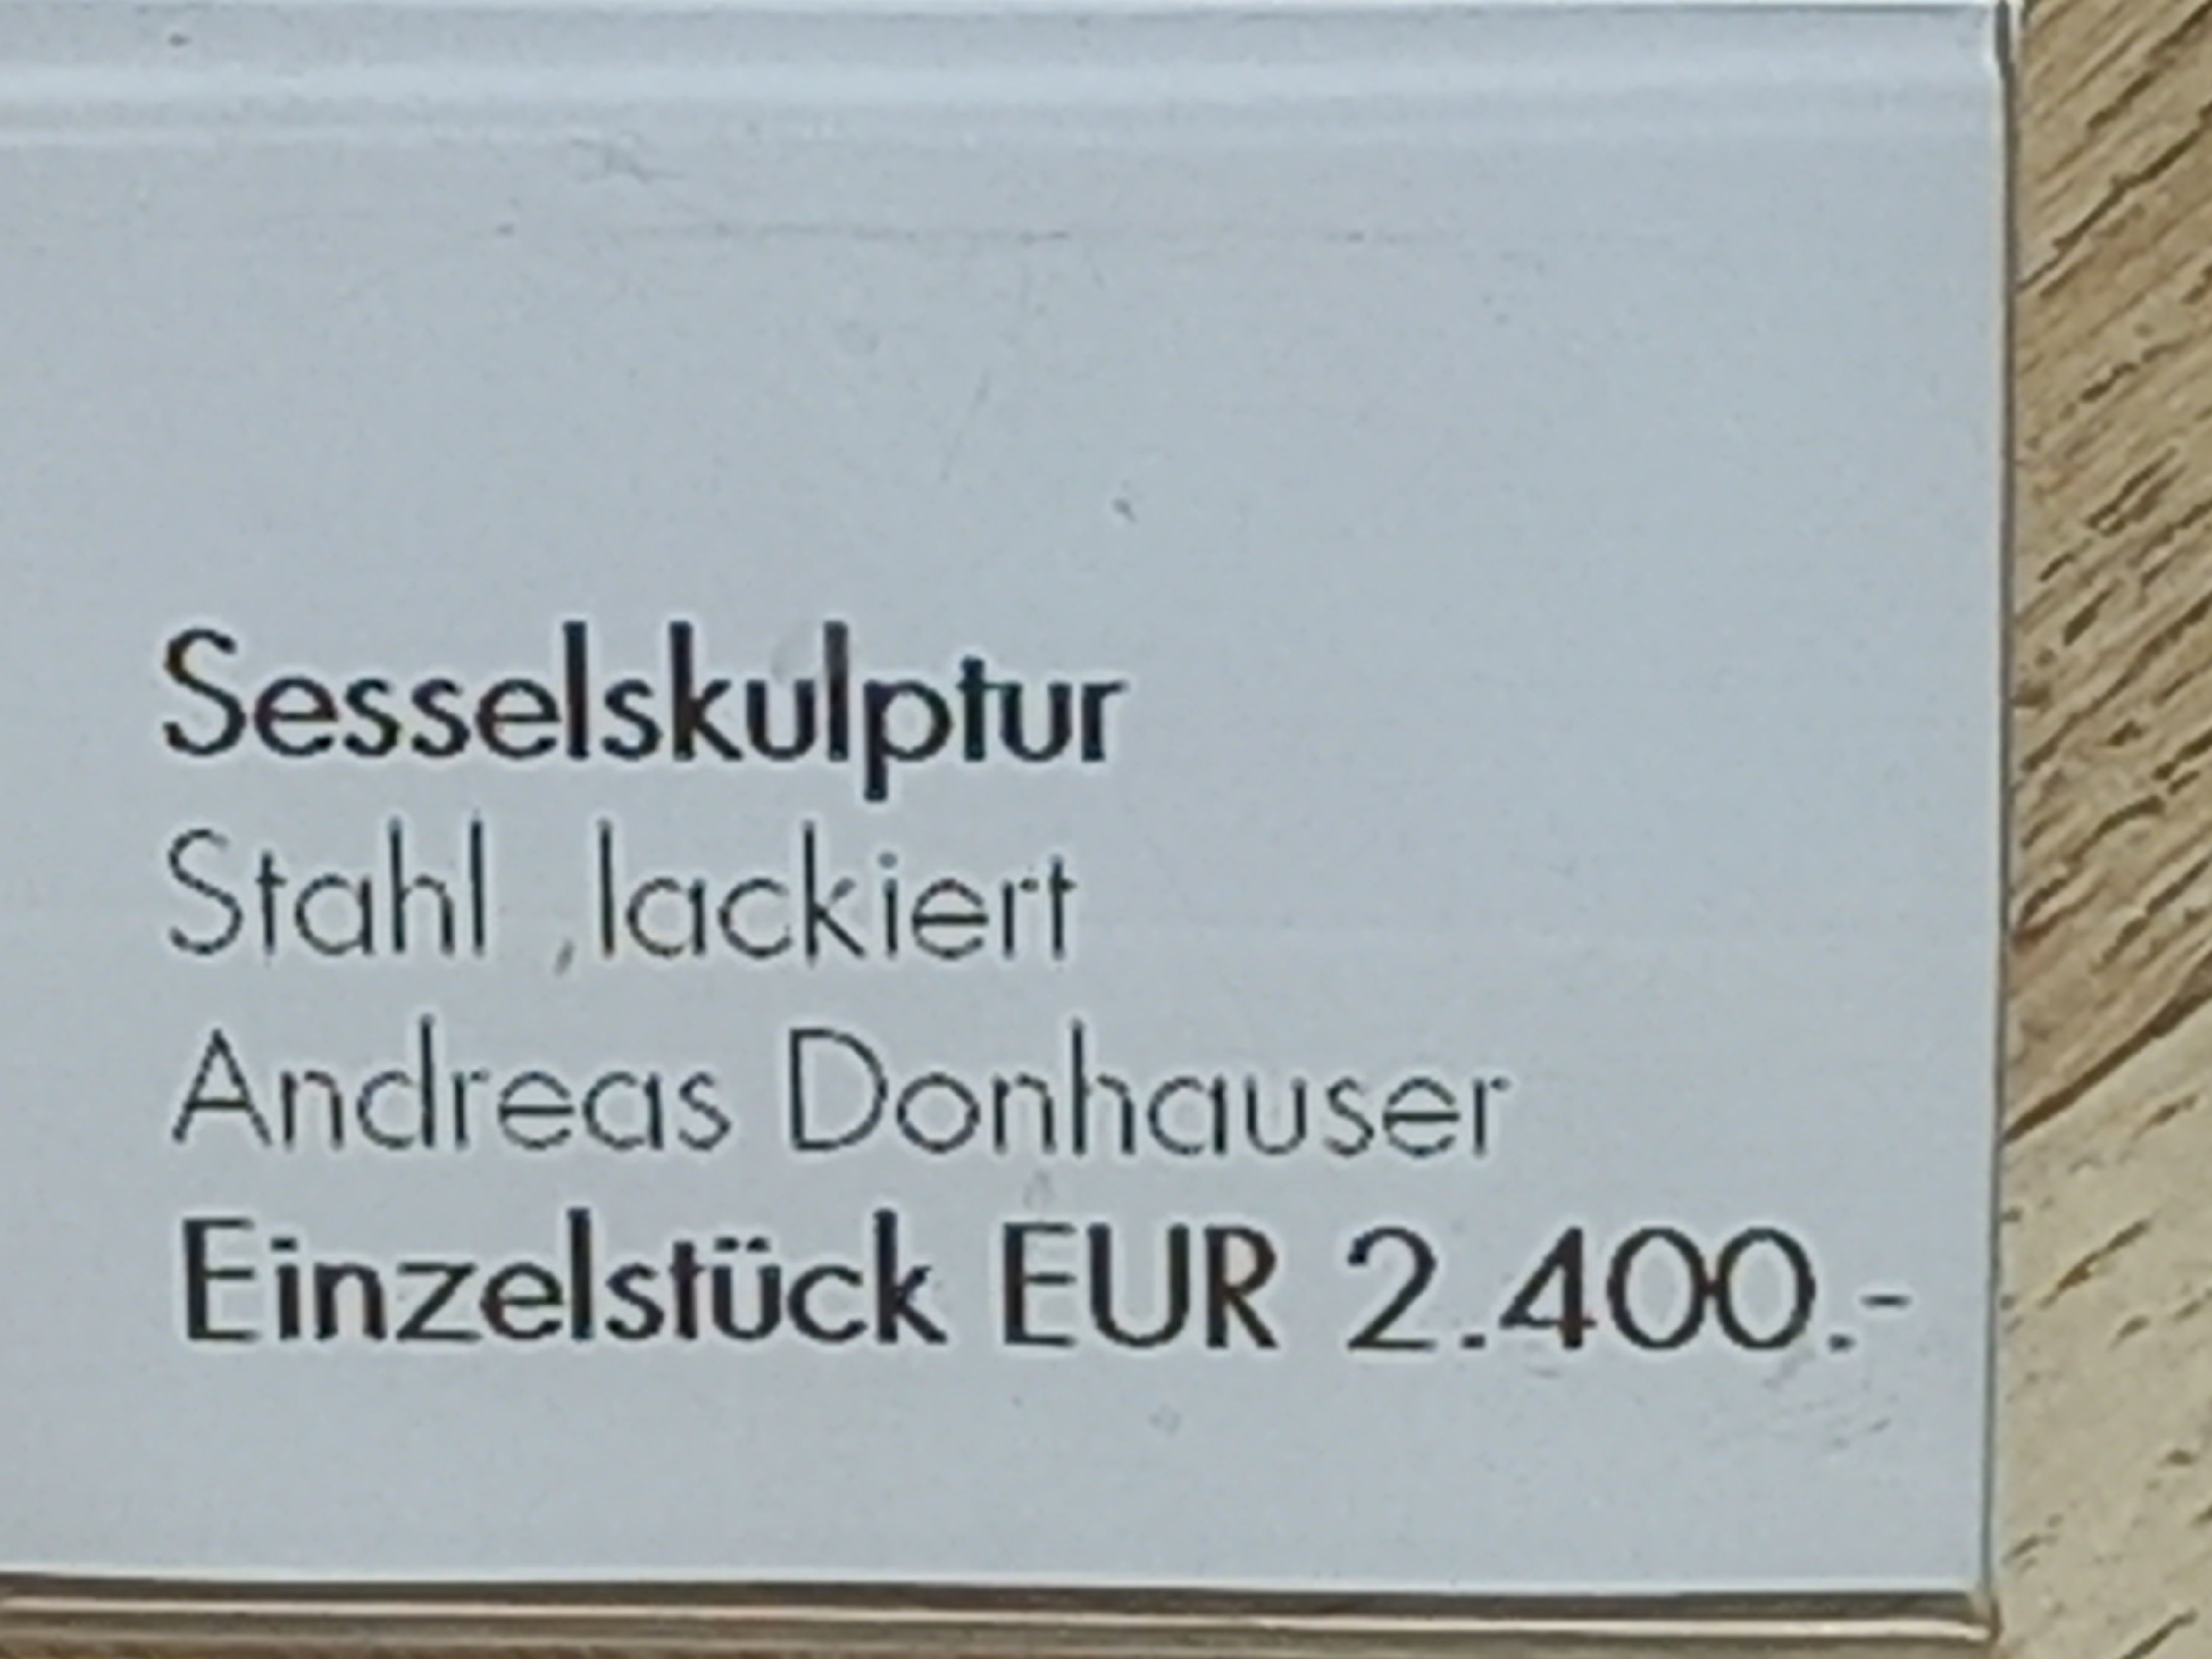 Sesselskulptur
Stahl ,lackiert
Andreas Donhauser
Einzelstück EUR 2.400.-